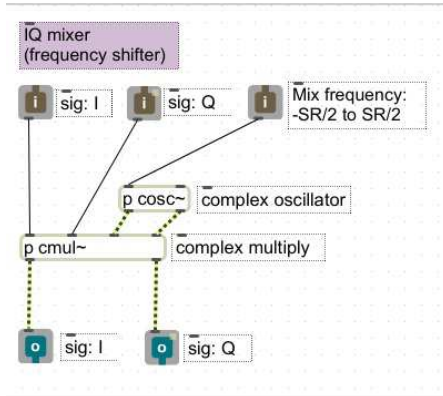 IQ mixer
(frequency shifter)
i
sig: I
i
sig: Q
i
Mix frequency:
-SR/2 to SR/2
p cosc~
complex oscillator
p cmul~
complex multiply
o
sig: I
o
sig: Q